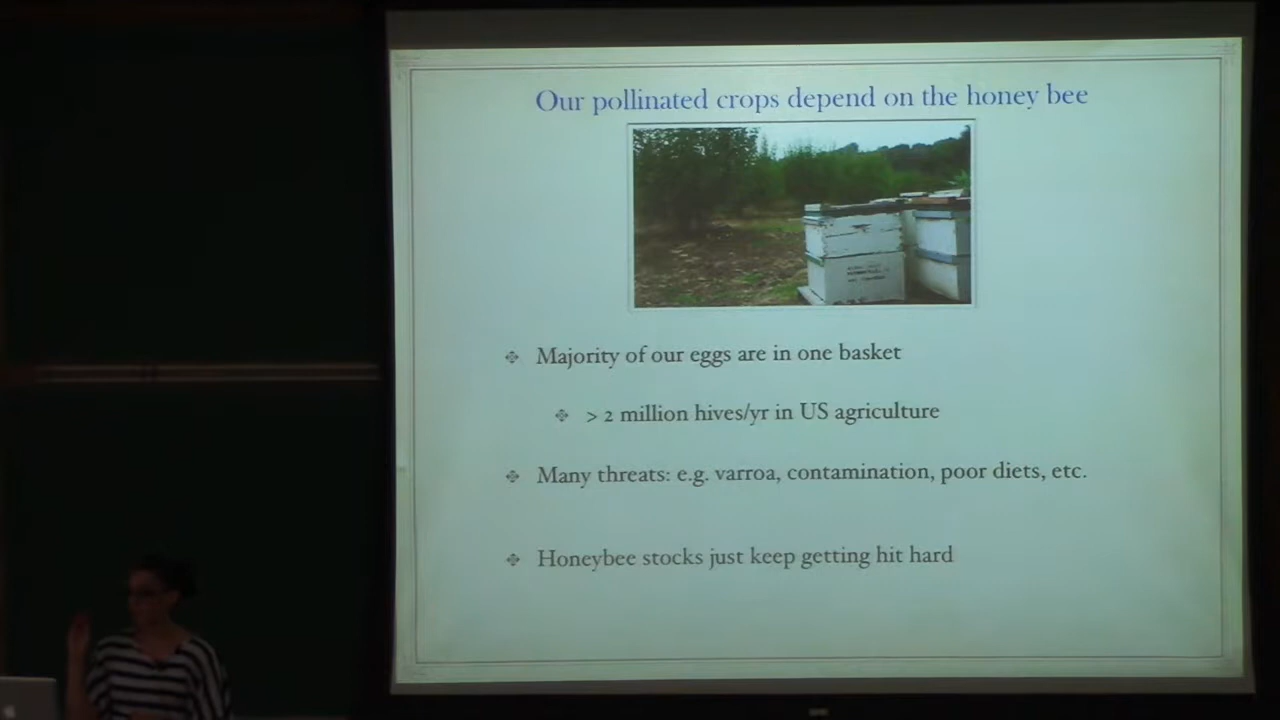 Our pollinated crops depend on the honey bee
Majority of our eggs are in one basket
> 2 million hives/yr in US agriculture
Many threats: e.g. varroa, contamination, poor diets, etc.
Honeybee stocks just keep getting hit hard